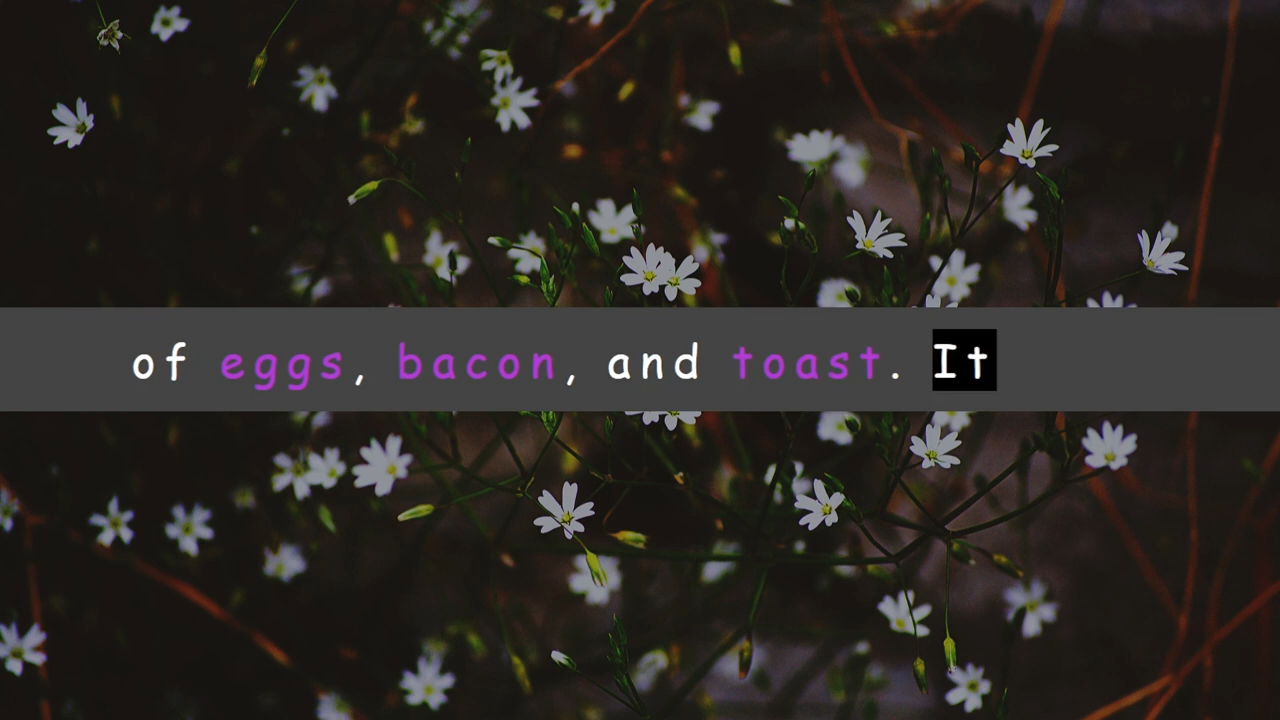 of eggs, bacon, and toast. It